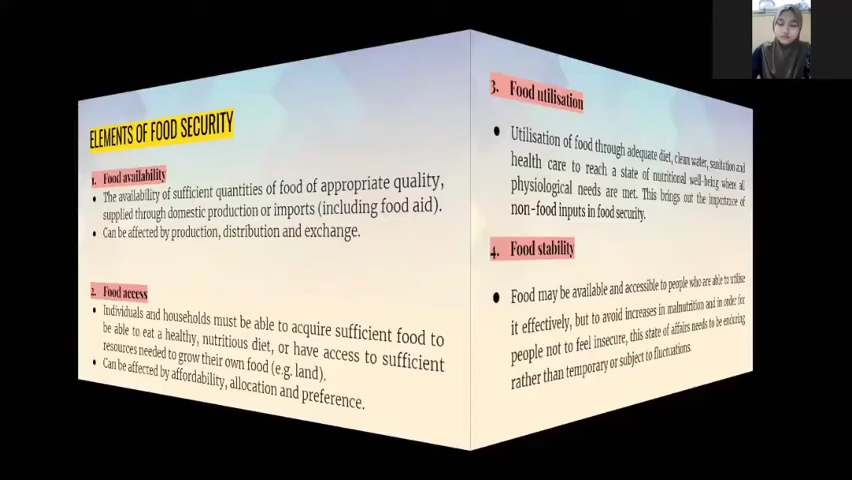 ELEMENTS OF FOOD SECURITY
1. Food availability
• The availability of sufficient quantities of food of appropriate quality,
supplied through domestic production or imports (including food aid).
• Can be affected by production, distribution and exchange.
2. Food access
• Individuals and households must be able to acquire sufficient food to
be able to eat a healthy, nutritious diet, or have access to sufficient
resources needed to grow their own food (e.g. land).
• Can be affected by affordability, allocation and preference.
3. Food utilisation
• Utilisation of food through adequate diet, clean water, sanitation and
health care to reach a state of nutritional well-being where all
physiological needs are met. This brings out the importance of
non-food inputs in food security.
4. Food stability
• Food may be available and accessible to people who are able to utilise
it effectively, but to avoid increases in malnutrition and in order for
people not to feel insecure, this state of affairs needs to be enduring
rather than temporary or subject to fluctuations.